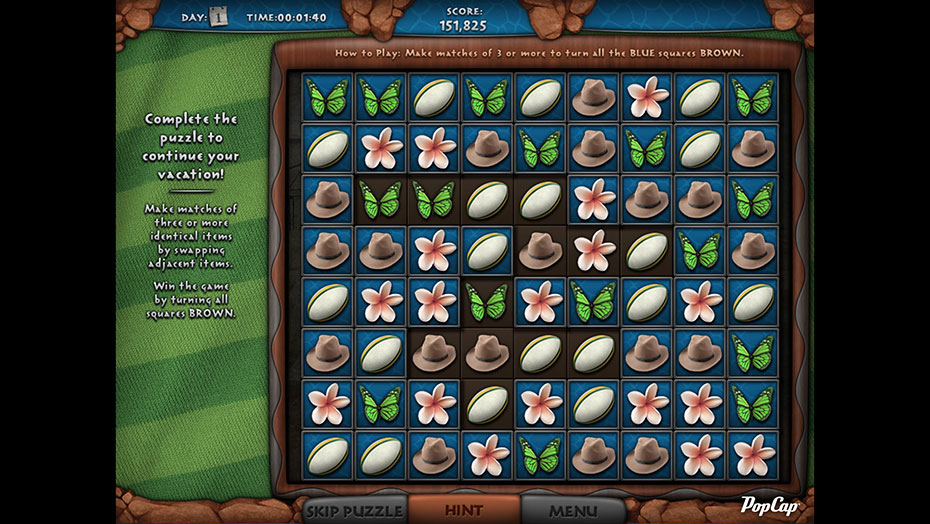 DAY: 1
TIME:00:01:40
SCORE:
151,825
How to Play: Make matches of 3 or more to turn all the BLUE squares BROWN.
Complete the
puzzle to
continue your
vacation!
Make matches of
three or more
identical items
by swapping
adjacent items.
Win the game
by turning all
squares BROWN.
SKIP PUZZLE
HINT
MENU
PopCap